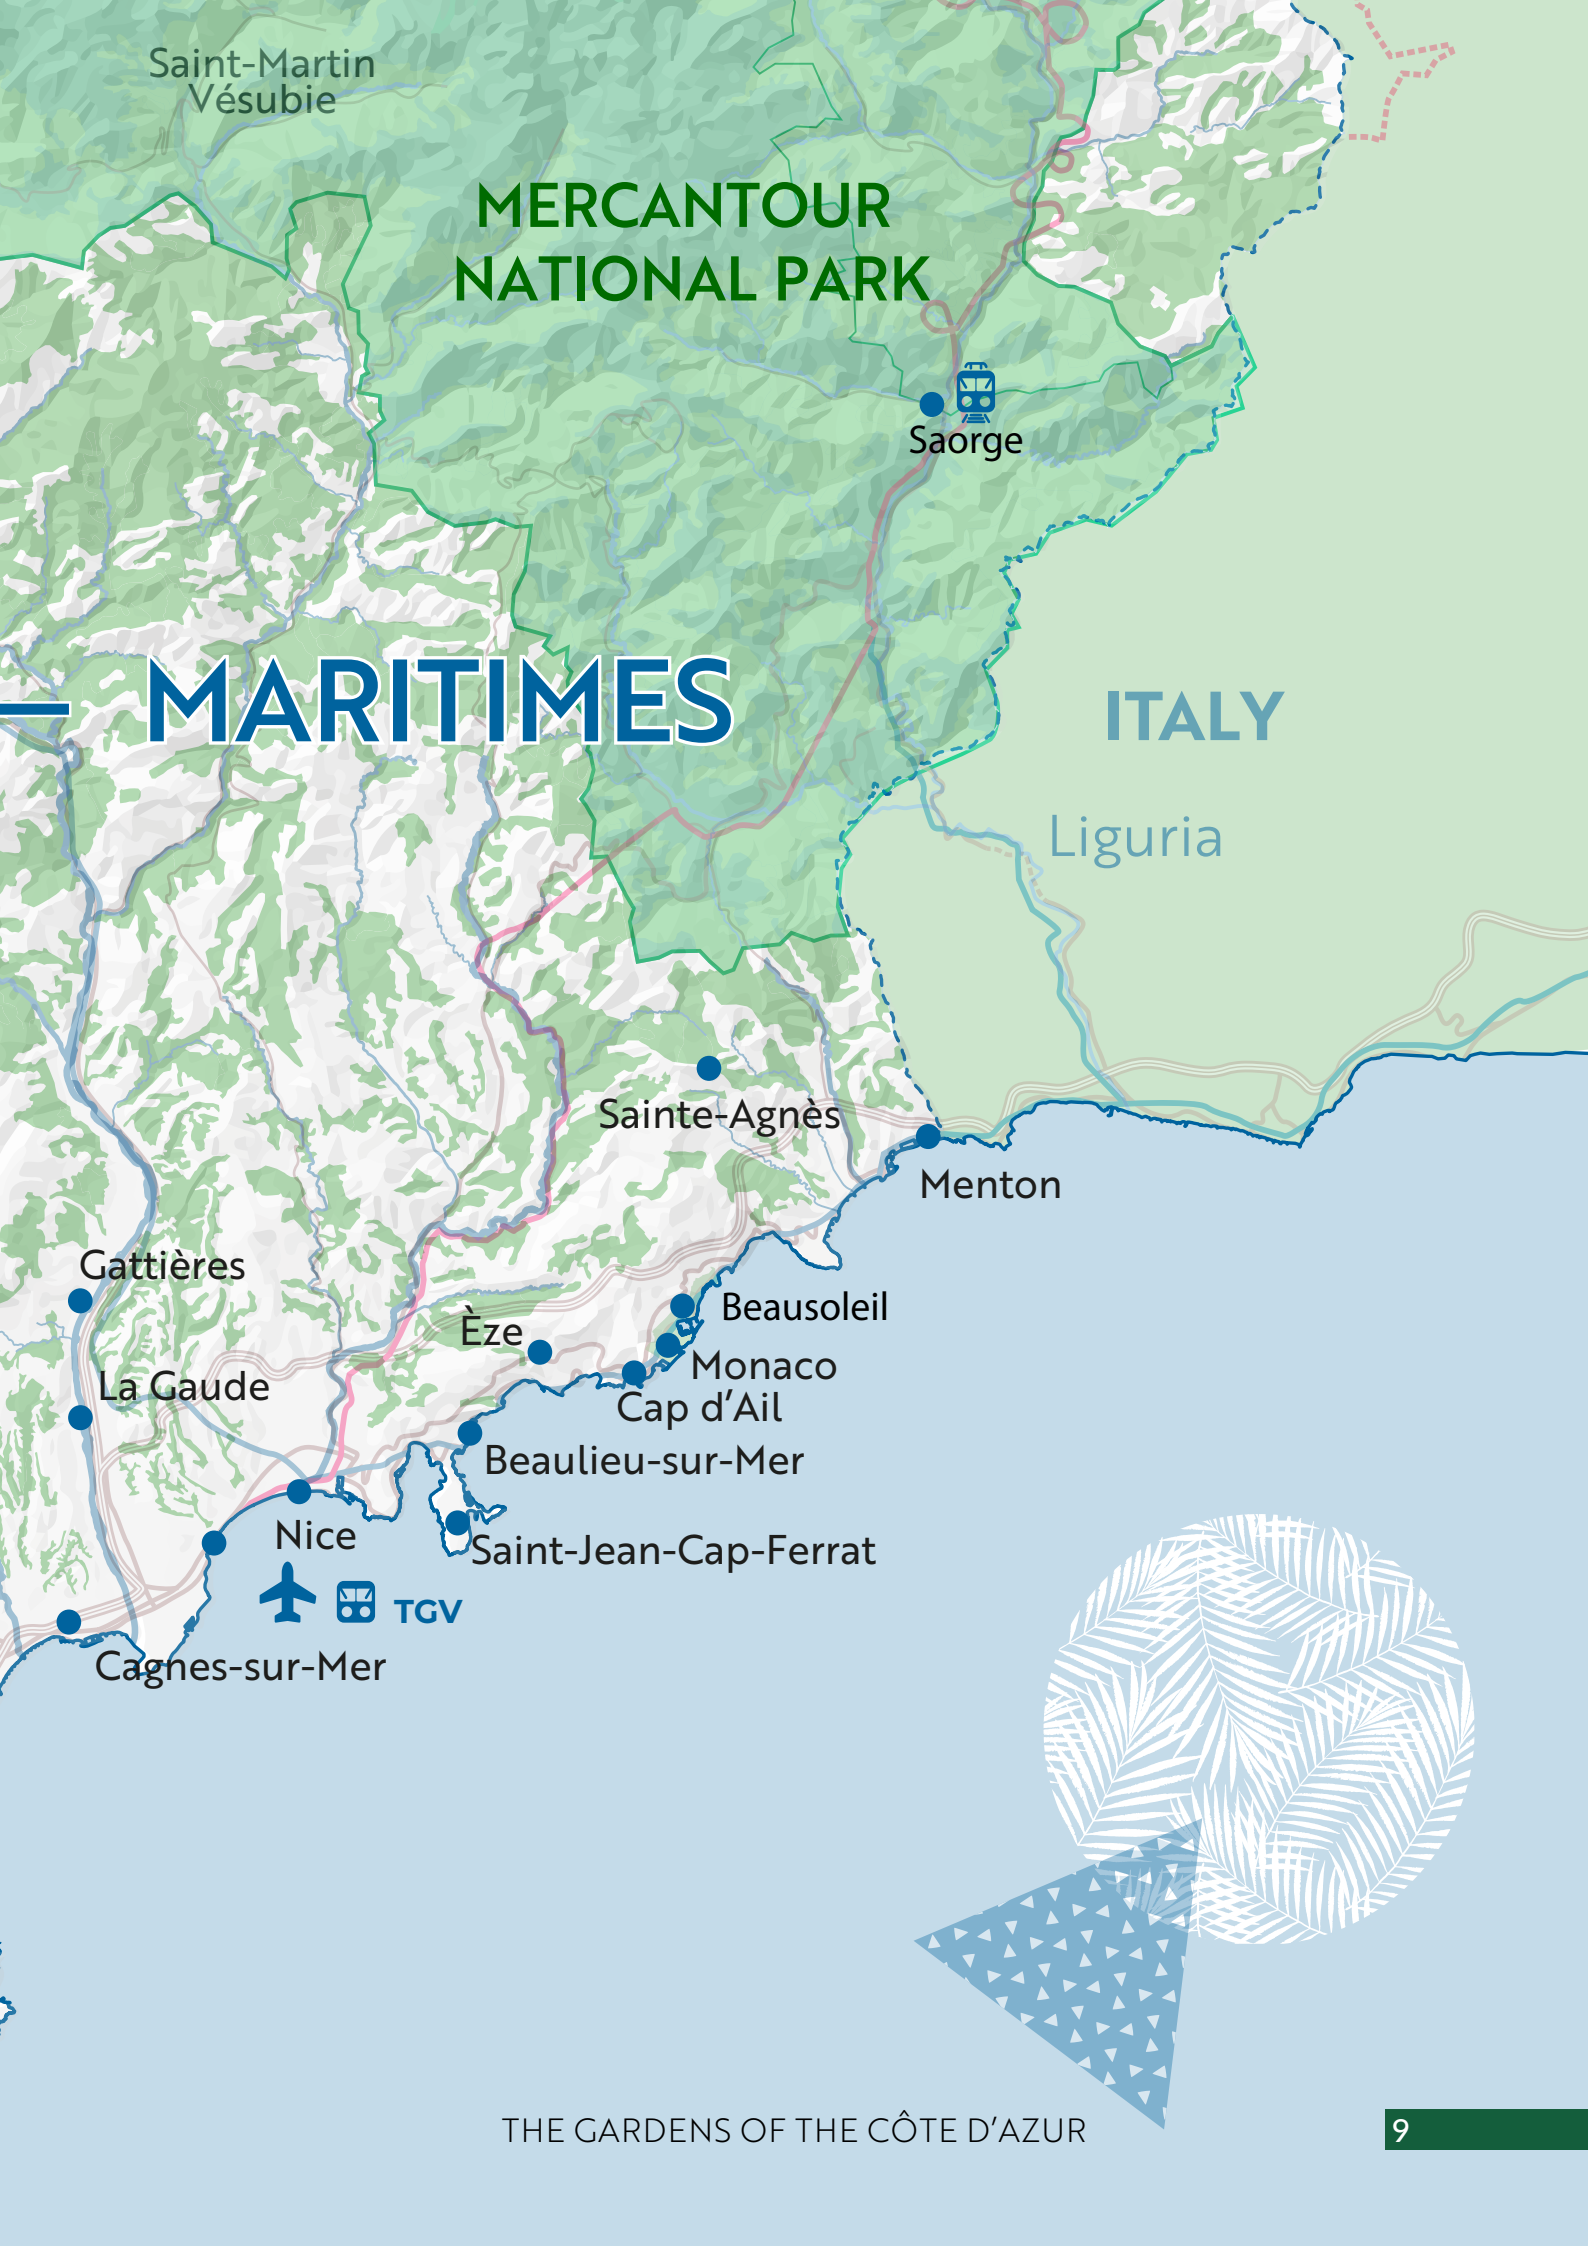 Saint-Martin
Vésubie
MERCANTOUR
NATIONAL PARK
Saorge
— MARITIMES
ITALY
Liguria
Sainte-Agnès
Menton
Gattières
Beausoleil
Èze
Monaco
La Gaude
Cap d’Ail
Beaulieu-sur-Mer
Nice
Saint-Jean-Cap-Ferrat
TGV
Cagnes-sur-Mer
THE GARDENS OF THE CÔTE D’AZUR
9